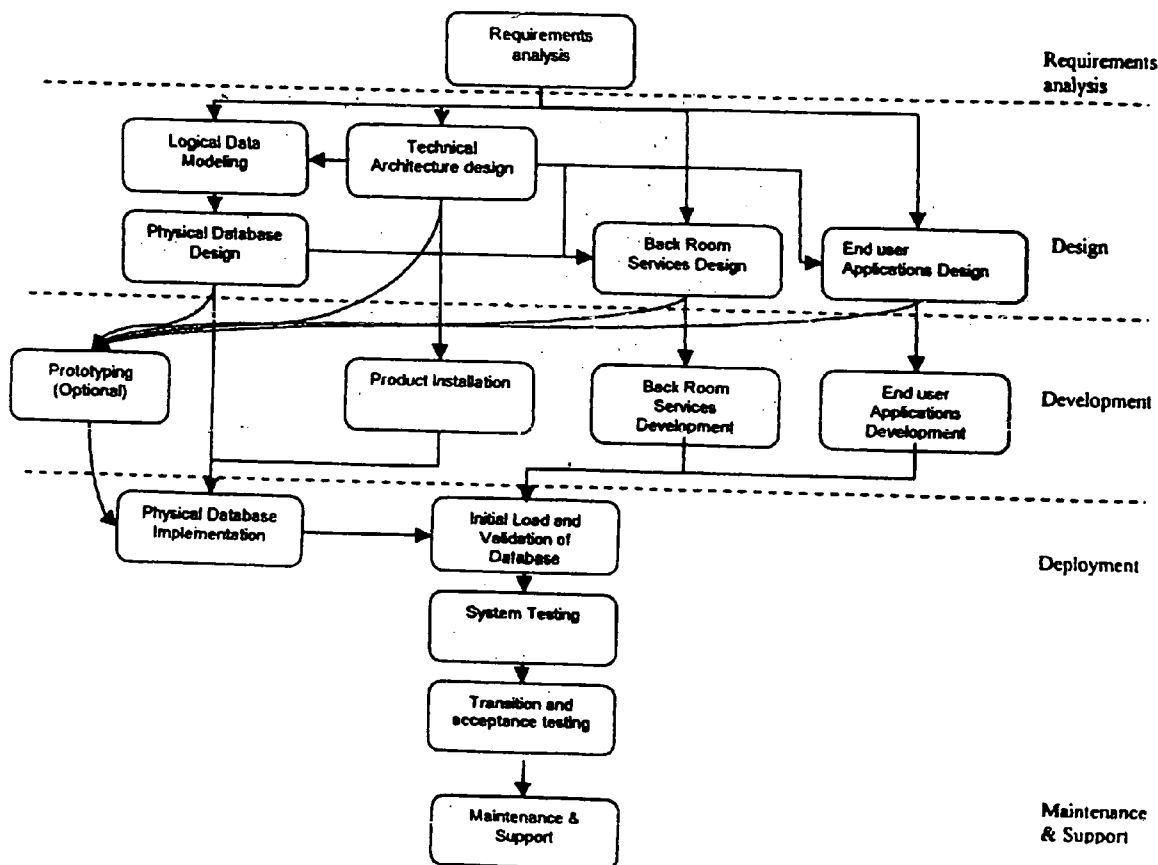 Requirements
analysis
Requirements
analysis
Logical Data
Modeling
Technical
Architecture design
Physical Database
Design
Back Room
Services Design
End user
Applications Design
Design
Prototyping
(Optional)
Product Installation
Back Room
Services
Development
End user
Applications
Development
Development
Physical Database
Implementation
Initial Load and
Validation of
Database
Deployment
System Testing
Transition and
acceptance testing
Maintenance &
Support
Maintenance
& Support